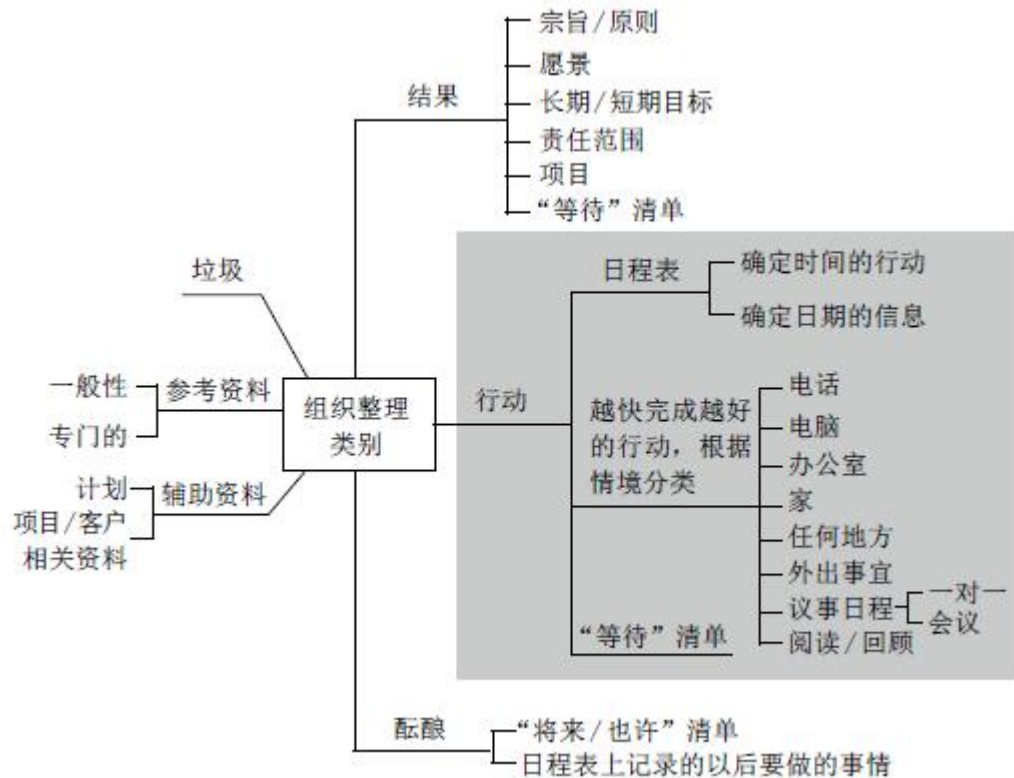 宗旨/原则
愿景
结果
长期/短期目标
责任范围
项目
“等待”清单
垃圾
日程表
确定时间的行动
确定日期的信息
一般性
参考资料
专门的
组织整理
类别
行动
越快完成越好
的行动，根据
情境分类
电话
电脑
办公室
家
任何地方
外出事宜
议事日程
一对一
会议
阅读/回顾
计划
辅助资料
项目/客户
相关资料
“等待”清单
酝酿
“将来/也许”清单
日程表上记录的以后要做的事情